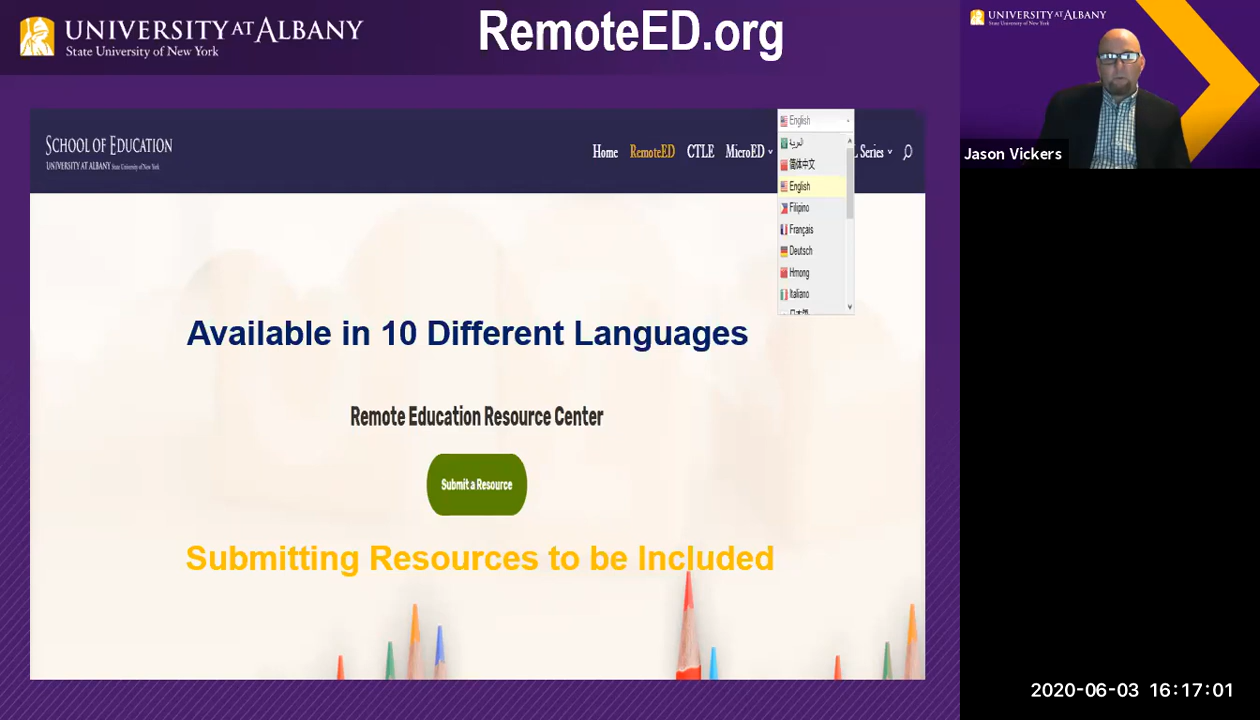 UNIVERSITY AT ALBANY
State University of New York
RemoteED.org
UNIVERSITY AT ALBANY
State University of New York
Jason Vickers
SCHOOL OF EDUCATION
UNIVERSITY AT ALBANY State University of New York
Home RemoteED CTLE MicroED Series
English
العربية
简体中文
English
Filipino
Français
Deutsch
Hmong
Italiano
Available in 10 Different Languages
Remote Education Resource Center
Submit a Resource
Submitting Resources to be Included
2020-06-03 16:17:01